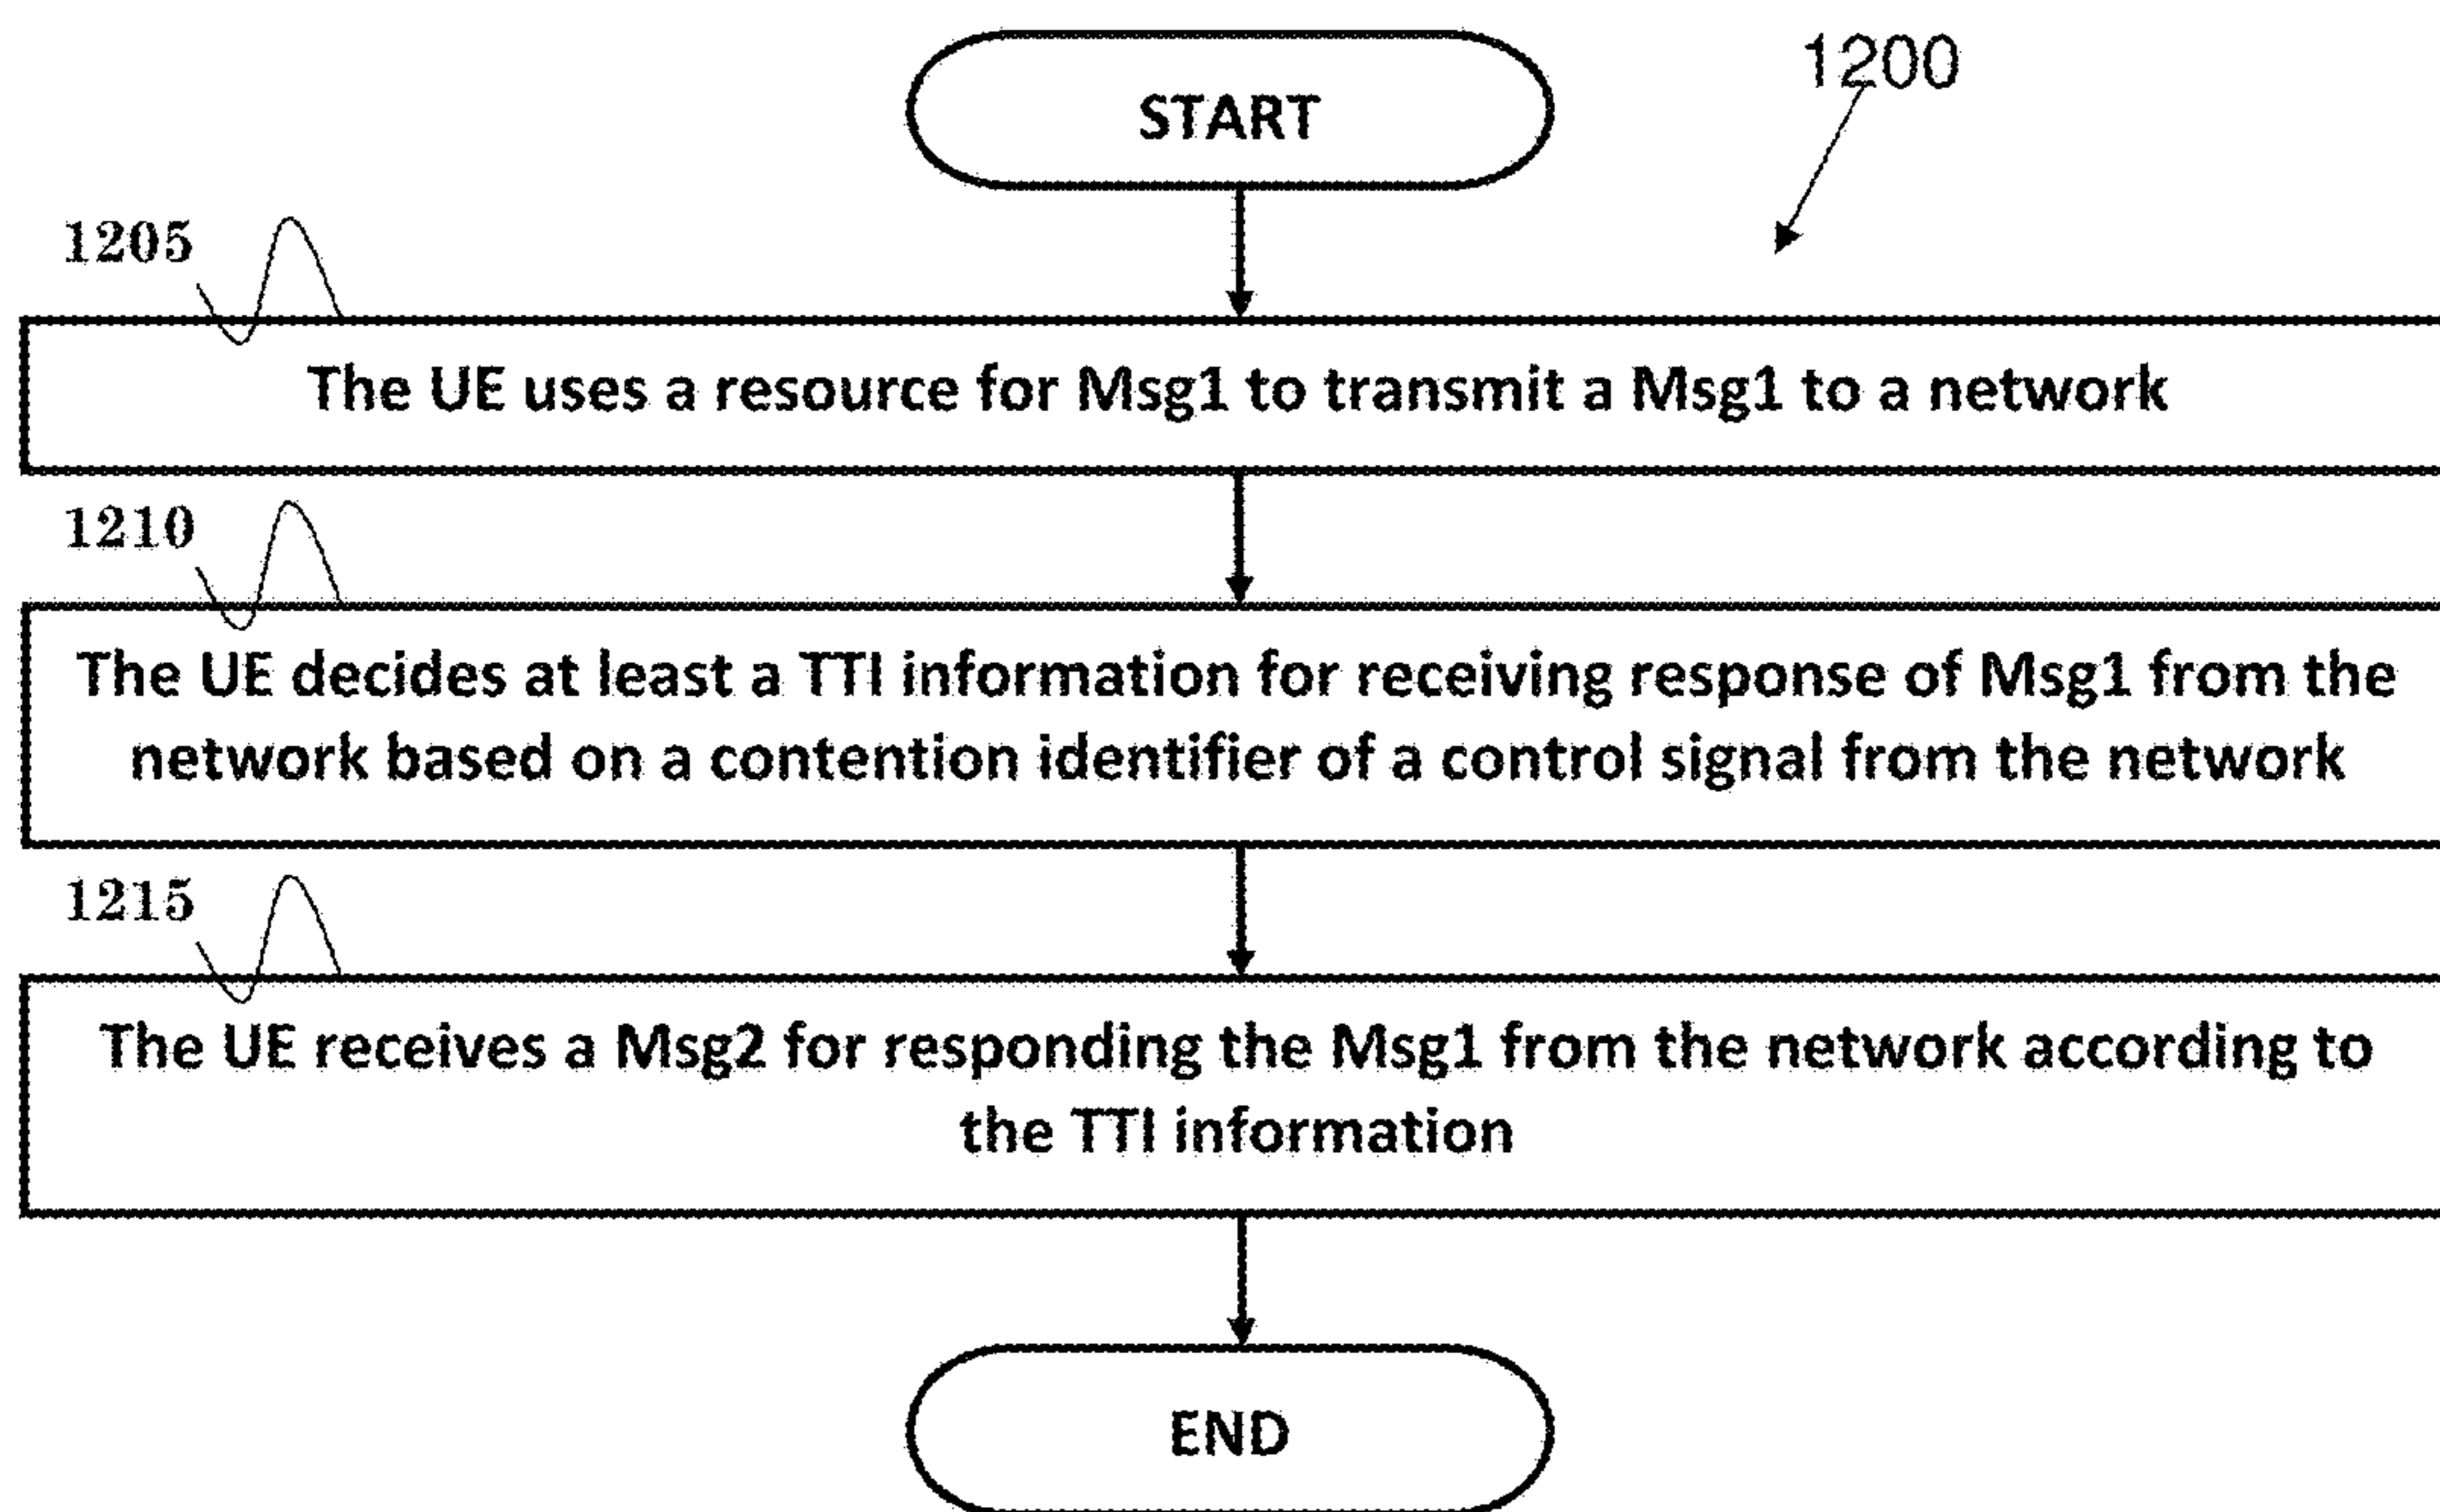 START
1200
1205
The UE uses a resource for Msg1 to transmit a Msg1 to a network
1210
The UE decides at least a TTI information for receiving response of Msg1 from the
network based on a contention identifier of a control signal from the network
1215
The UE receives a Msg2 for responding the Msg1 from the network according to
the TTI information
END